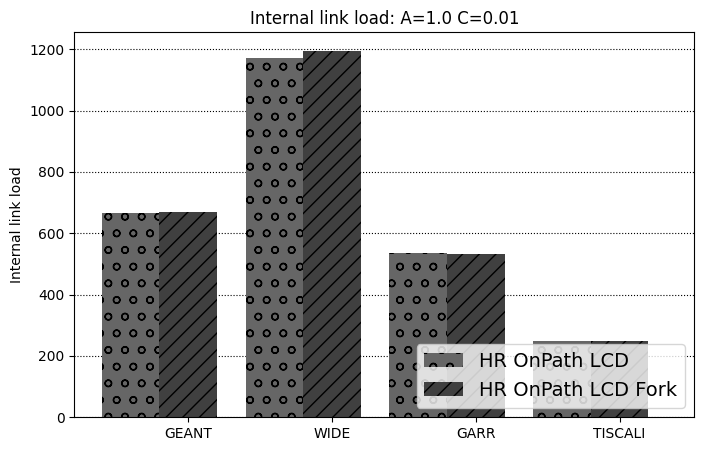 Internal link load: A=1.0 C=0.01
1200
1000
800
600
400
200
0
Internal link load
GEANT
WIDE
GARR
TISCALI
HR OnPath LCD
HR OnPath LCD Fork